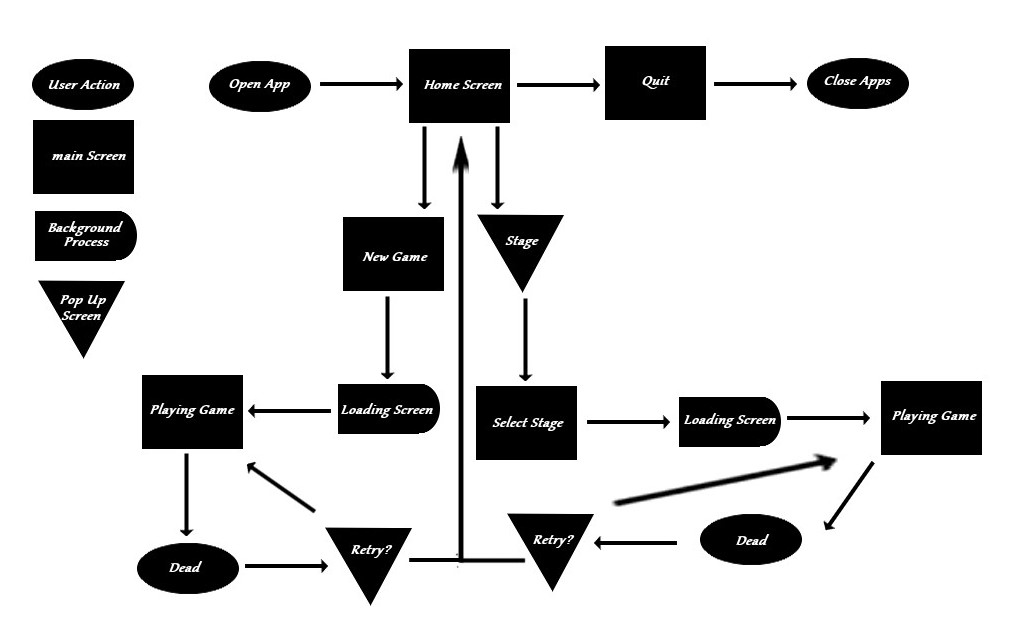 User Action
Open App
Home Screen
Quit
Close Apps
main Screen
Background
Process
Pop Up
Screen
New Game
Stage
Playing Game
Loading Screen
Select Stage
Loading Screen
Playing Game
Dead
Retry?
Retry?
Dead